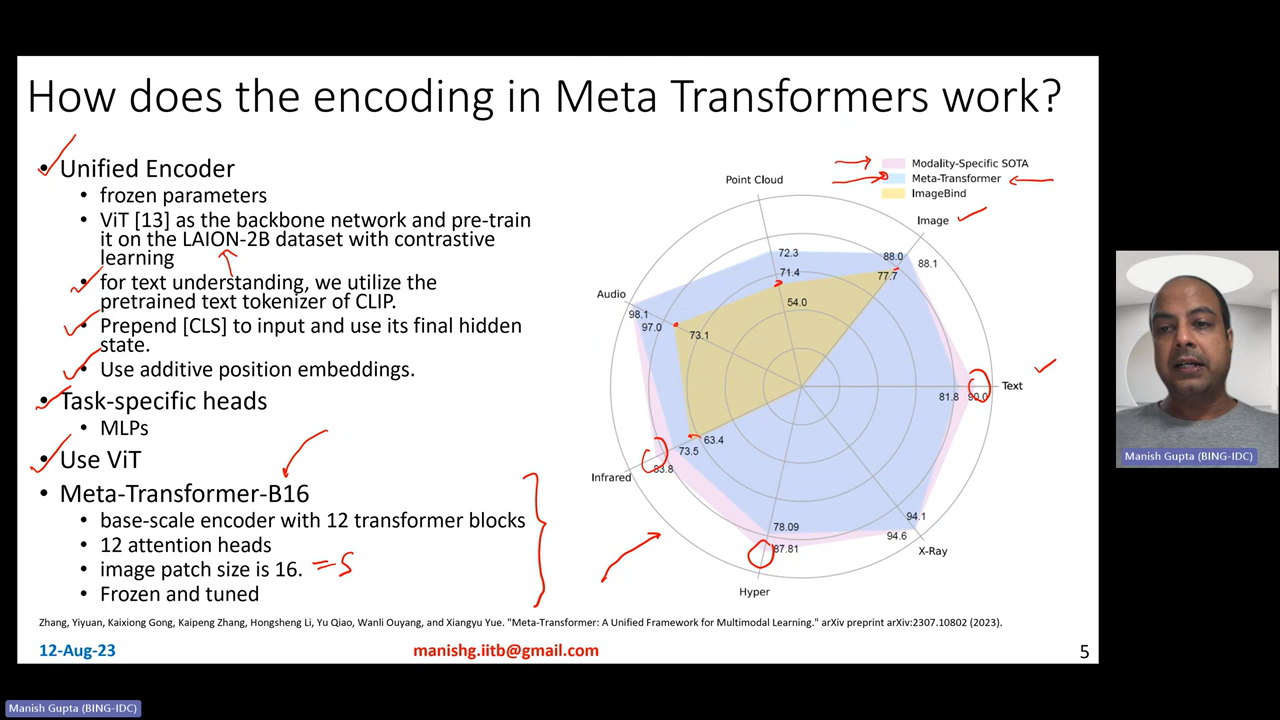 How does the encoding in Meta Transformers work?
• Unified Encoder
• frozen parameters
• ViT [13] as the backbone network and pre-train
it on the LAION-2B dataset with contrastive
learning
• for text understanding, we utilize the
pretrained text tokenizer of CLIP.
• Prepend [CLS] to input and use its final hidden
state.
• Use additive position embeddings.
• Task-specific heads
• MLPs
• Use ViT
• Meta-Transformer-B16
• base-scale encoder with 12 transformer blocks
• 12 attention heads
• image patch size is 16. = S
• Frozen and tuned
Modality-Specific SOTA
Meta-Transformer
ImageBind
Point Cloud
72.3
71.4
54.0
Image
88.0
88.1
77.7
Audio
98.1
97.0
73.1
Text
81.8
90.0
Infrared
63.4
73.5
83.8
Hyper
78.09
87.81
X-Ray
94.1
94.6
Zhang, Yiyuan, Kaixiong Gong, Kaipeng Zhang, Hongsheng Li, Yu Qiao, Wanli Ouyang, and Xiangyu Yue. "Meta-Transformer: A Unified Framework for Multimodal Learning." arXiv preprint arXiv:2307.10802 (2023).
12-Aug-23
manishg.iitb@gmail.com
5
Manish Gupta (BING-IDC)
Manish Gupta (BING-IDC)